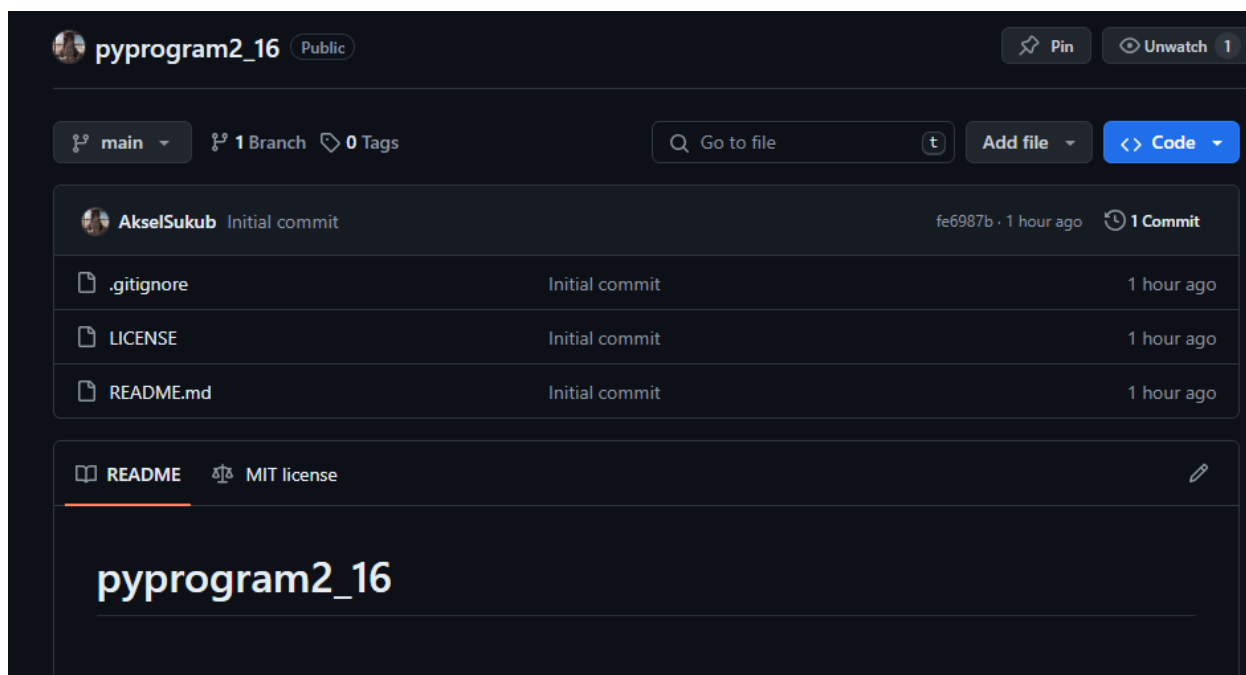 pyprogram2_16 Public Pin Unwatch 1
main 1 Branch 0 Tags Go to file t Add file <> Code
AkselSukub Initial commit fe6987b · 1 hour ago 1 Commit
.gitignore Initial commit 1 hour ago
LICENSE Initial commit 1 hour ago
README.md Initial commit 1 hour ago
README MIT license
pyprogram2_16